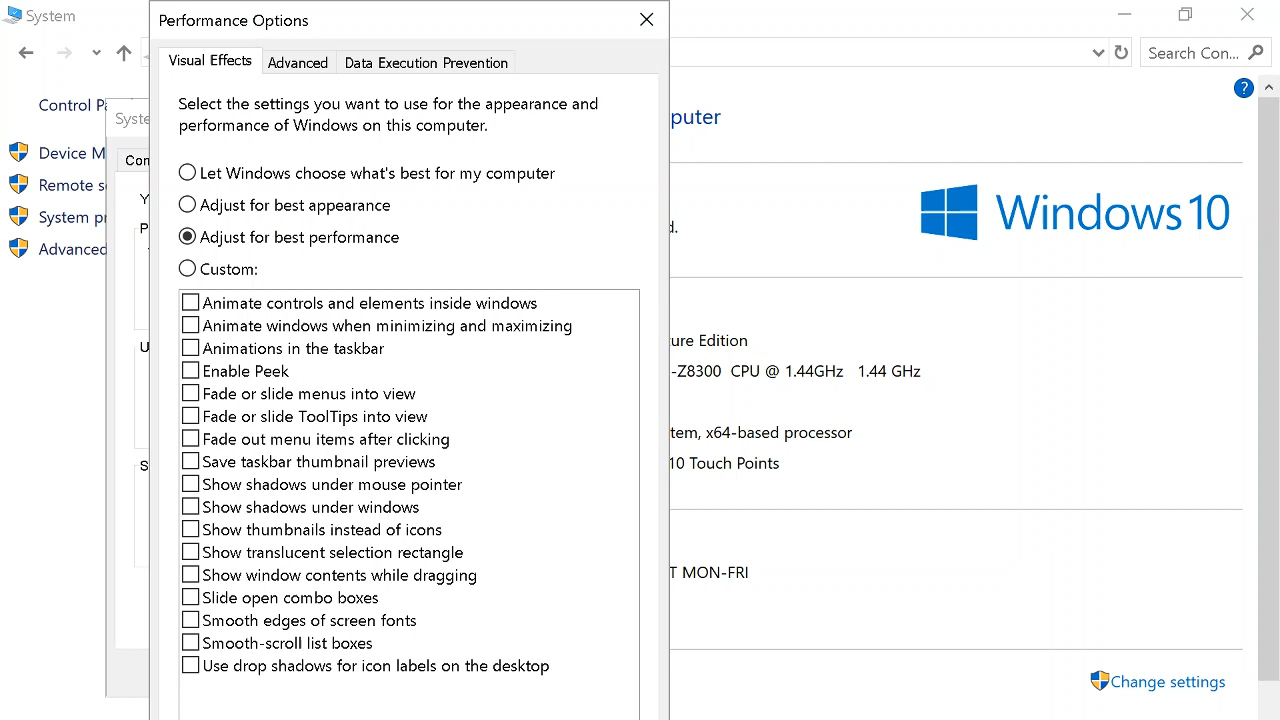 System
Performance Options
Search Con...
Visual Effects
Advanced
Data Execution Prevention
Select the settings you want to use for the appearance and
performance of Windows on this computer.
Let Windows choose what's best for my computer
Adjust for best appearance
Adjust for best performance
Custom:
Animate controls and elements inside windows
Animate windows when minimizing and maximizing
Animations in the taskbar
Enable Peek
Fade or slide menus into view
Fade or slide ToolTips into view
Fade out menu items after clicking
Save taskbar thumbnail previews
Show shadows under mouse pointer
Show shadows under windows
Show thumbnails instead of icons
Show translucent selection rectangle
Show window contents while dragging
Slide open combo boxes
Smooth edges of screen fonts
Smooth-scroll list boxes
Use drop shadows for icon labels on the desktop
Control Pa
Device M
Remote s
System pr
Advanced
Syste
Con
Y
P
U
S
puter
d.
Windows 10
ure Edition
-Z8300 CPU @ 1.44GHz 1.44 GHz
tem, x64-based processor
10 Touch Points
T MON-FRI
Change settings
?